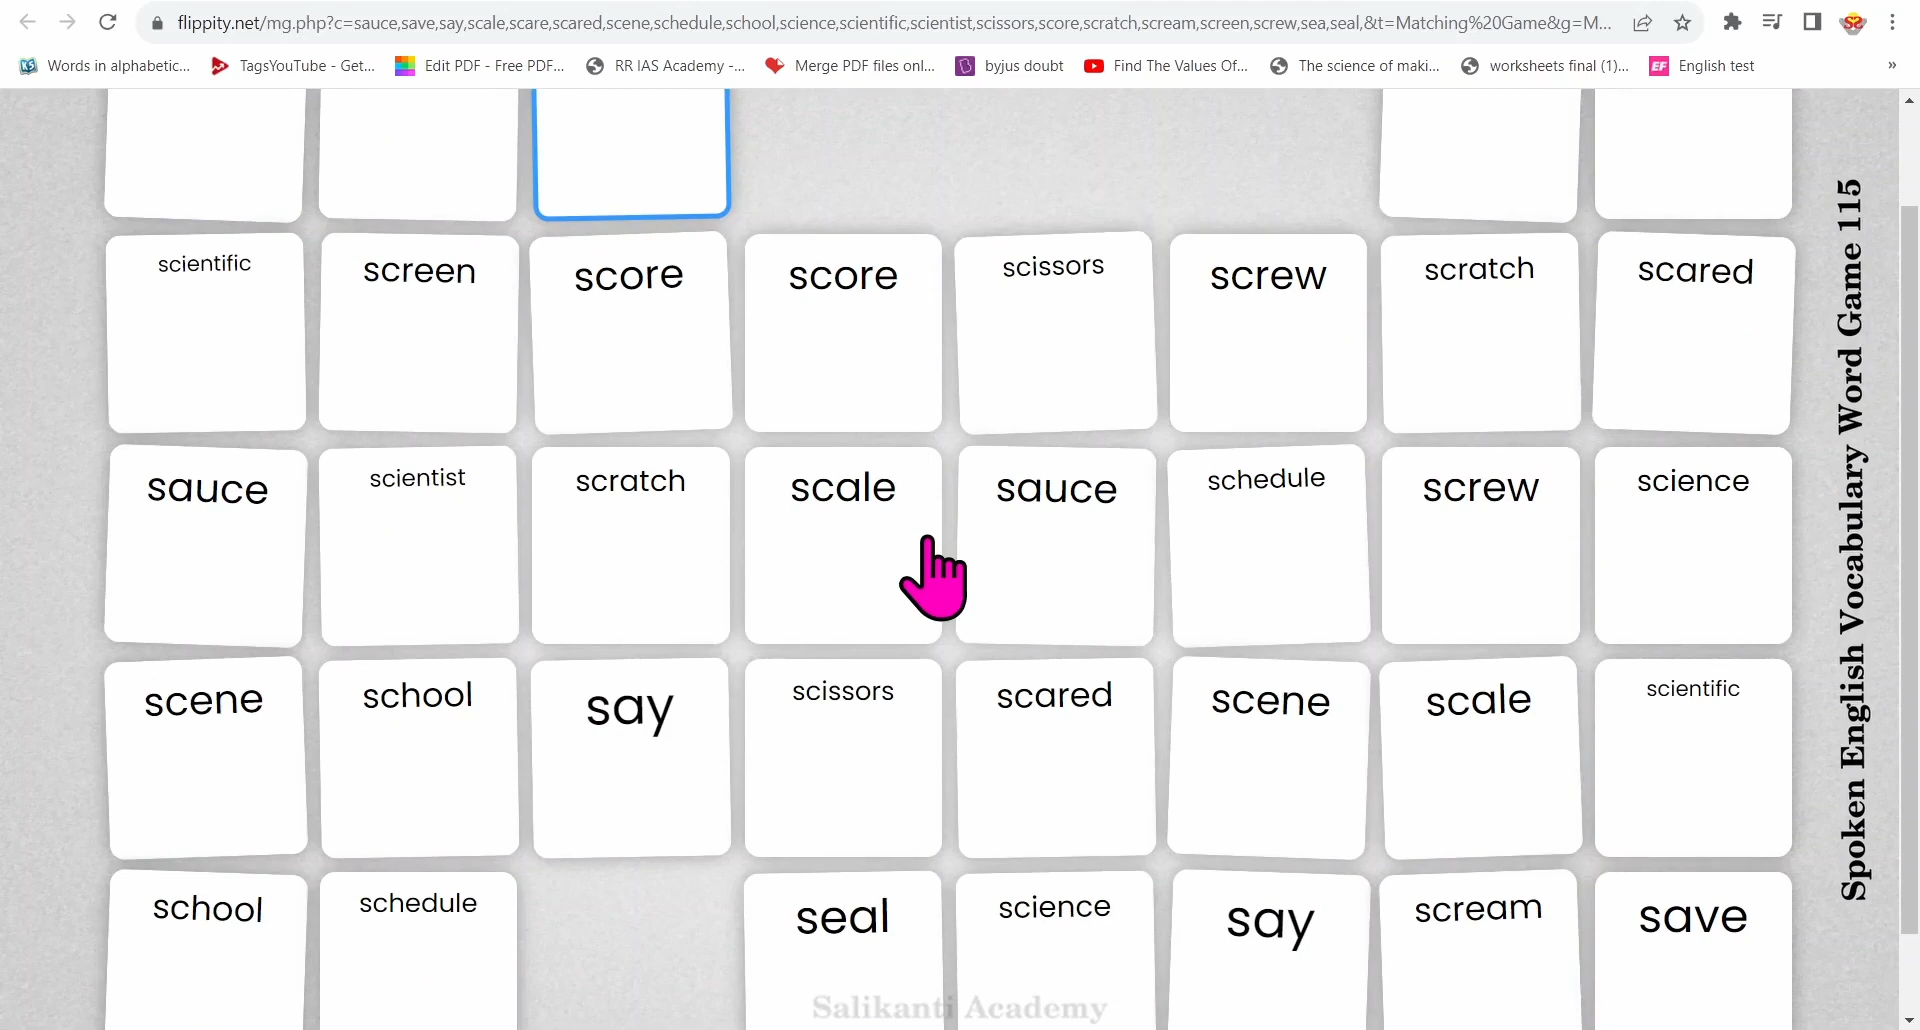 flippity.net/mg.php?c=sauce,save,say,scale,scare,scared,scene,schedule,school,science,scientific,scientist,scissors,score,scratch,scream,screen,screw,sea,seal,&t=Matching%20Game&g=M...
Words in alphabetic... TagsYouTube - Get... Edit PDF - Free PDF... RR IAS Academy -... Merge PDF files onl... byjus doubt Find The Values Of... The science of maki... worksheets final (1)... EF English test »
scientific screen score score scissors screw scratch scared
sauce scientist scratch scale sauce schedule screw science
scene school say scissors scared scene scale scientific
school schedule seal science say scream save
Spoken English Vocabulary Word Game 115
Salikanti Academy